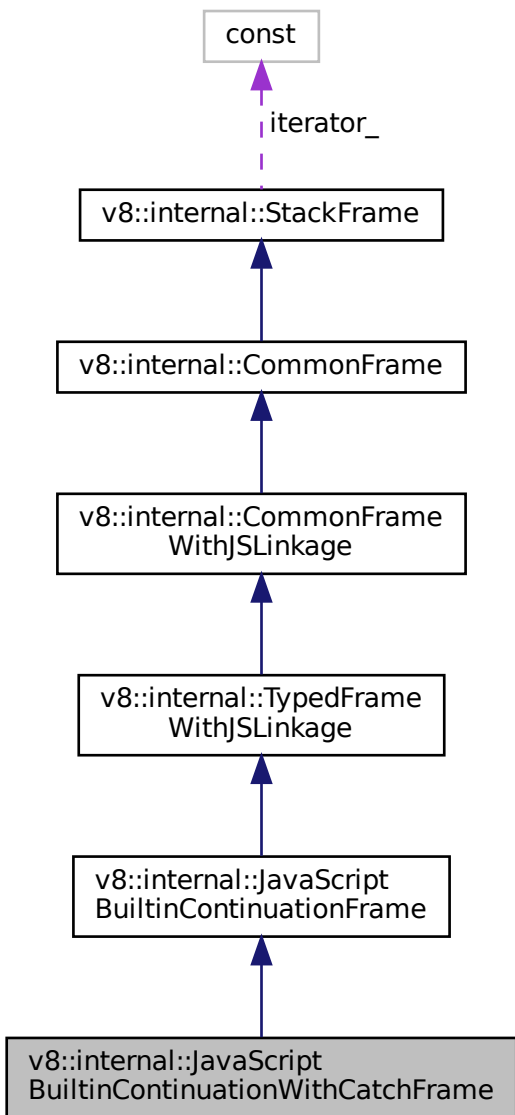 const
iterator_
v8::internal::StackFrame
v8::internal::CommonFrame
v8::internal::CommonFrame
WithJSLinkage
v8::internal::TypedFrame
WithJSLinkage
v8::internal::JavaScript
BuiltinContinuationFrame
v8::internal::JavaScript
BuiltinContinuationWithCatchFrame